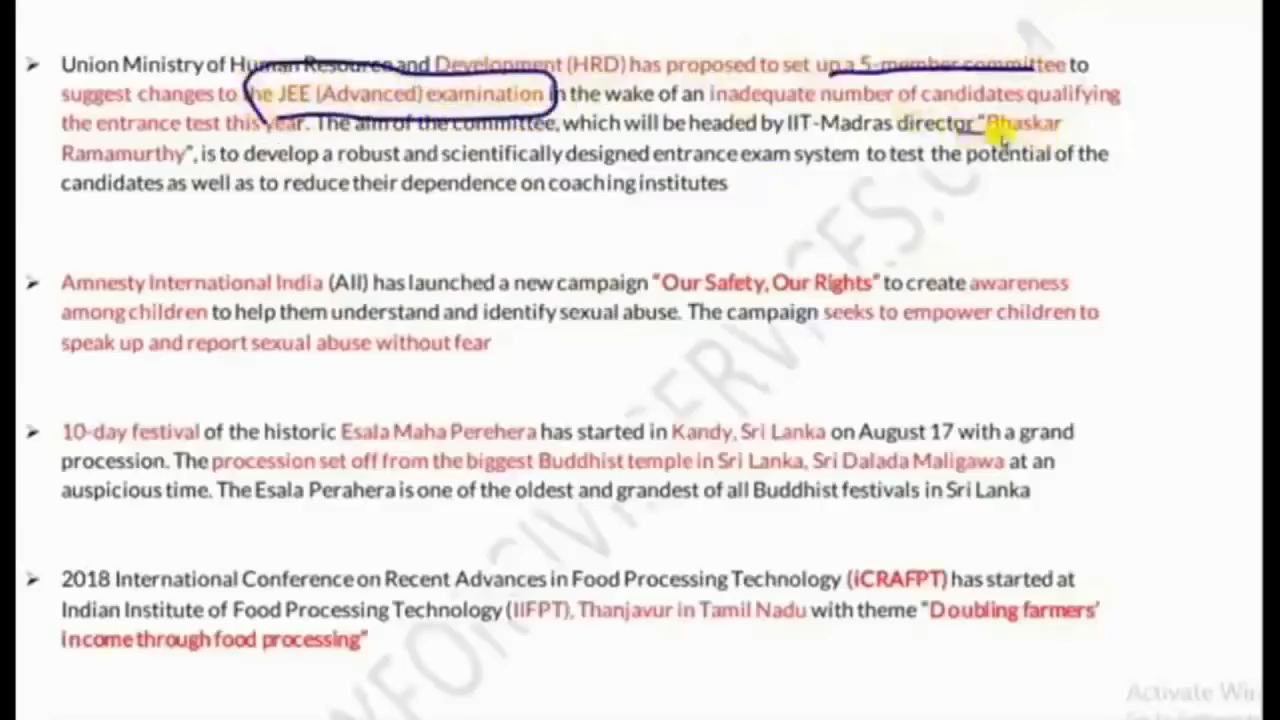 ➢ Union Ministry of Human Resource and Development (HRD) has proposed to set up a 5-member committee to
suggest changes to the JEE (Advanced) examination in the wake of an inadequate number of candidates qualifying
the entrance test this year. The aim of the committee, which will be headed by IIT-Madras director "Bhaskar
Ramamurthy", is to develop a robust and scientifically designed entrance exam system to test the potential of the
candidates as well as to reduce their dependence on coaching institutes
➢ Amnesty International India (AII) has launched a new campaign "Our Safety, Our Rights" to create awareness
among children to help them understand and identify sexual abuse. The campaign seeks to empower children to
speak up and report sexual abuse without fear
➢ 10-day festival of the historic Esala Maha Perehera has started in Kandy, Sri Lanka on August 17 with a grand
procession. The procession set off from the biggest Buddhist temple in Sri Lanka, Sri Dalada Maligawa at an
auspicious time. The Esala Perahera is one of the oldest and grandest of all Buddhist festivals in Sri Lanka
➢ 2018 International Conference on Recent Advances in Food Processing Technology (iCRAFPT) has started at
Indian Institute of Food Processing Technology (IIFPT), Thanjavur in Tamil Nadu with theme "Doubling farmers'
income through food processing"
Activate Win